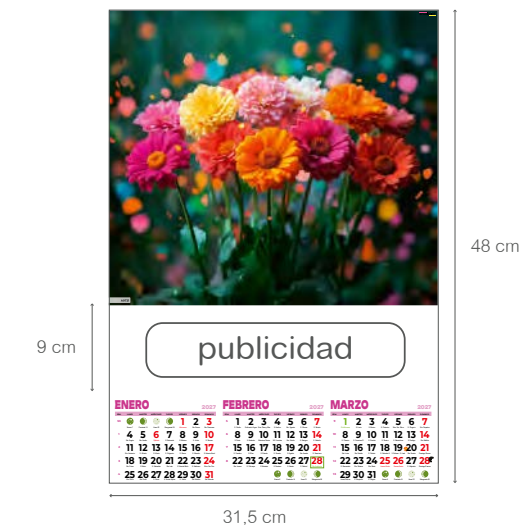 48 cm
9 cm
publicidad
ENERO 2027
1 2 3
4 5 6 7 8 9 10
11 12 13 14 15 16 17
18 19 20 21 22 23 24
25 26 27 28 29 30 31
FEBRERO 2027
1 2 3 4 5 6 7
8 9 10 11 12 13 14
15 16 17 18 19 20 21
22 23 24 25 26 27 28
MARZO 2027
1 2 3 4 5 6 7
8 9 10 11 12 13 14
15 16 17 18 19 20 21
22 23 24 25 26 27 28
29 30 31
31,5 cm